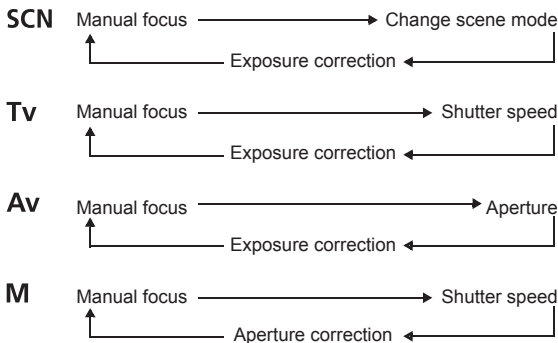 SCN Manual focus Change scene mode
Exposure correction
Tv Manual focus Shutter speed
Exposure correction
Av Manual focus Aperture
Exposure correction
M Manual focus Shutter speed
Aperture correction